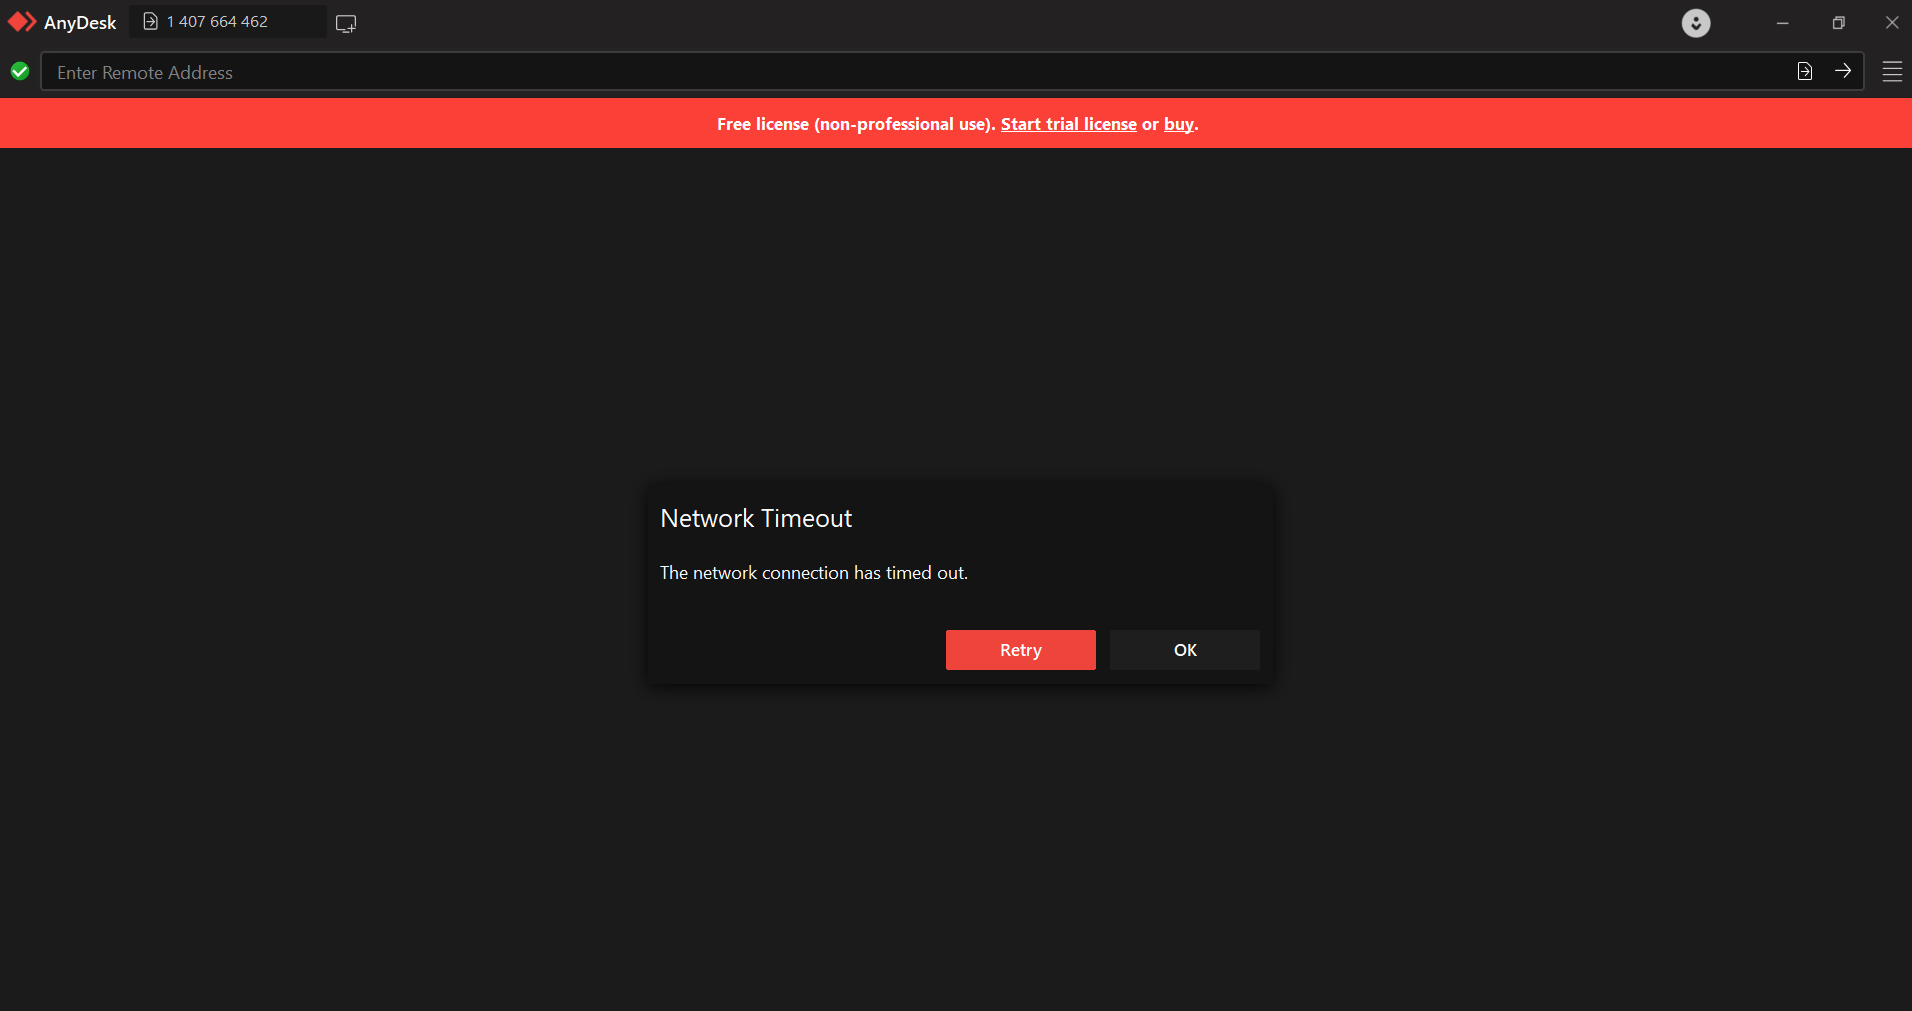 AnyDesk
1 407 664 462
Enter Remote Address
Free license (non-professional use). Start trial license or buy.
Network Timeout
The network connection has timed out.
Retry
OK